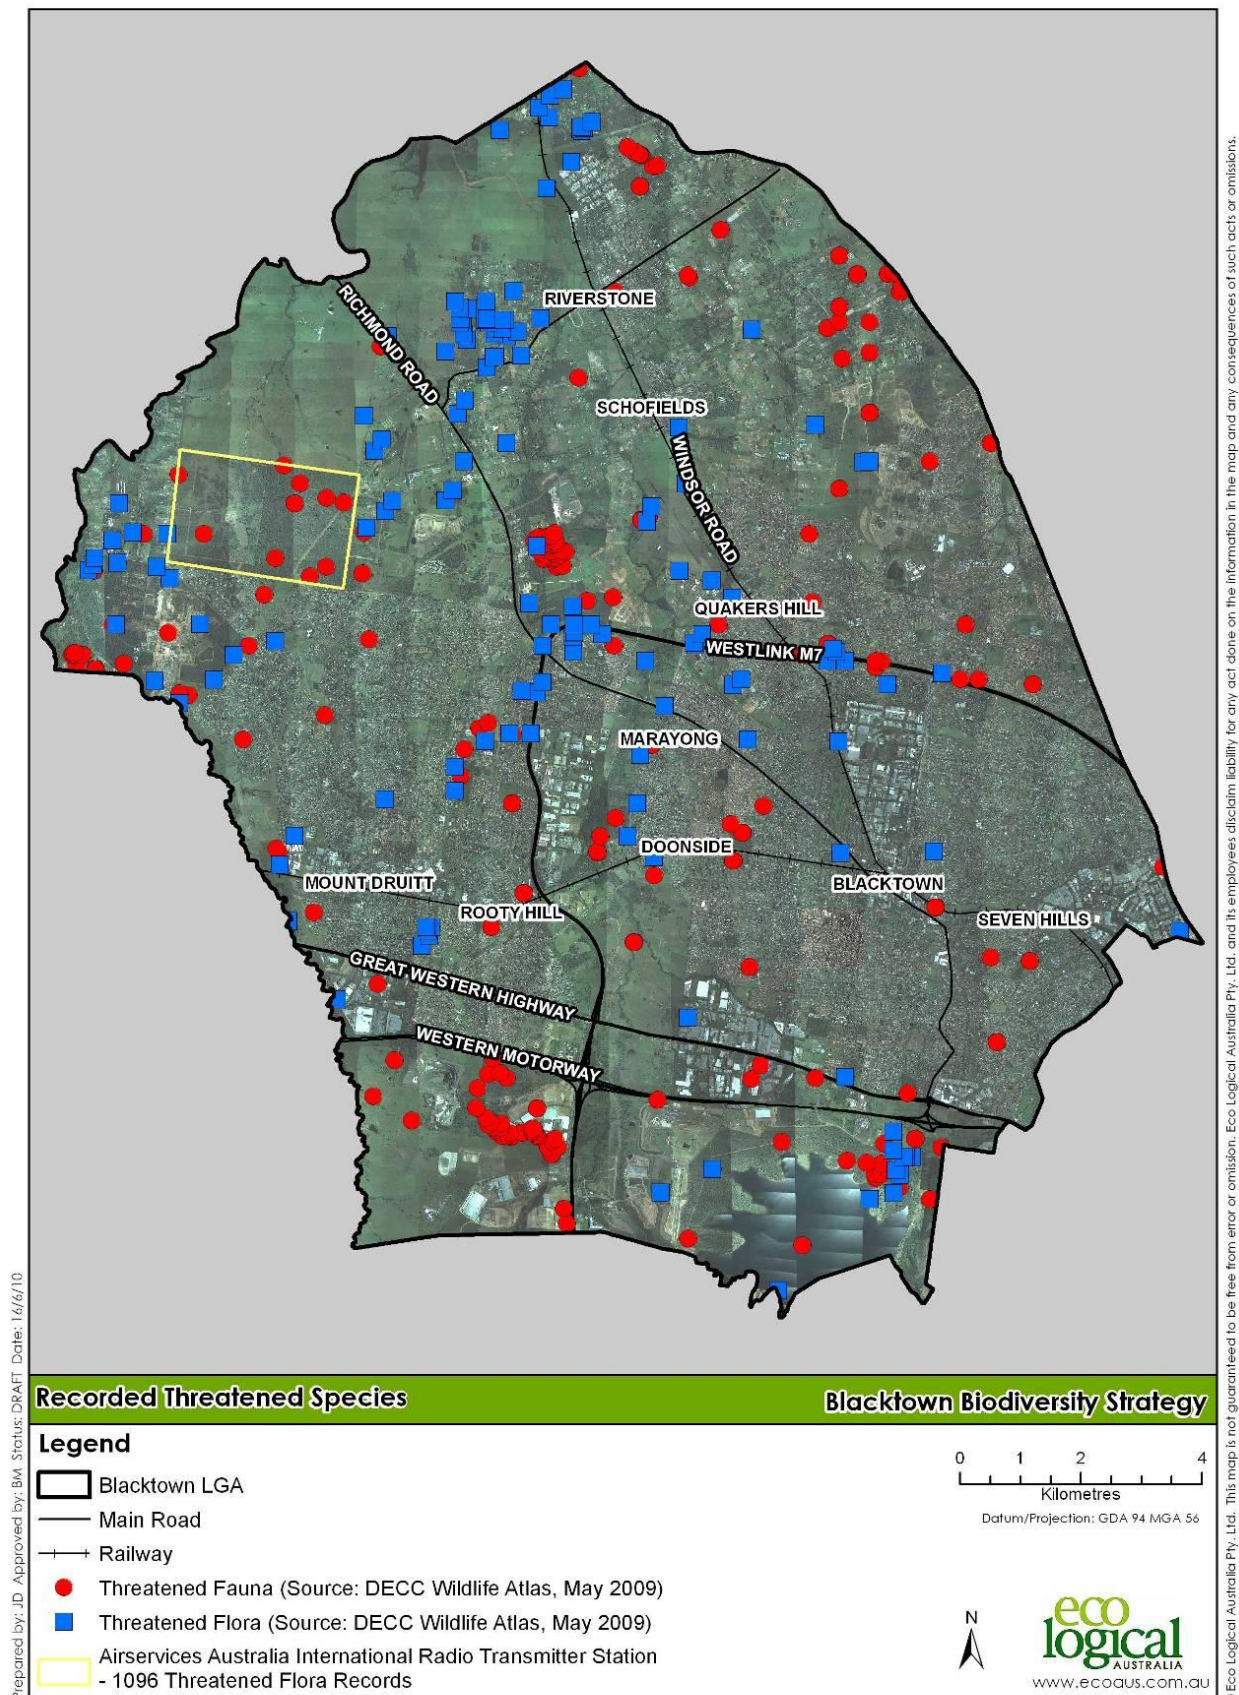 RICHMOND ROAD
RIVERSTONE
SCHOFIELDS
WINDSOR ROAD
QUAKERS HILL
WESTLINK M7
MARAYONG
DOONSIDE
MOUNT DRUITT
BLACKTOWN
ROOTY HILL
SEVEN HILLS
GREAT WESTERN HIGHWAY
WESTERN MOTORWAY
Recorded Threatened Species
Blacktown Biodiversity Strategy
Legend
Blacktown LGA
Main Road
Railway
Threatened Fauna (Source: DECC Wildlife Atlas, May 2009)
Threatened Flora (Source: DECC Wildlife Atlas, May 2009)
Airservices Australia International Radio Transmitter Station
- 1096 Threatened Flora Records
0 1 2 4
Kilometres
Datum/Projection: GDA 94 MGA 56
N
eco
logical
AUSTRALIA
www.ecoaus.com.au
Prepared by: JD Approved by: BM Status: DRAFT Date: 16/6/10
Eco Logical Australia Pty. Ltd. This map is not guaranteed to be free from error or omission. Eco Logical Australia Pty. Ltd. and its employees disclaim liability for any act done on the information in the map and any consequences of such acts or omissions.